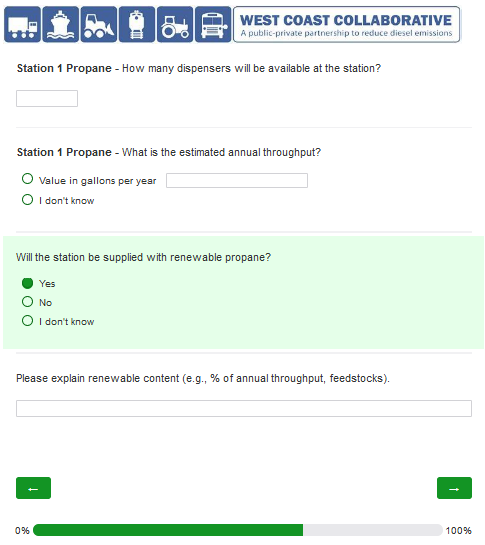 WEST COAST COLLABORATIVE
A public-private partnership to reduce diesel emissions
Station 1 Propane - How many dispensers will be available at the station?
Station 1 Propane - What is the estimated annual throughput?
Value in gallons per year
I don't know
Will the station be supplied with renewable propane?
Yes
No
I don't know
Please explain renewable content (e.g., % of annual throughput, feedstocks).
← →
0% 100%